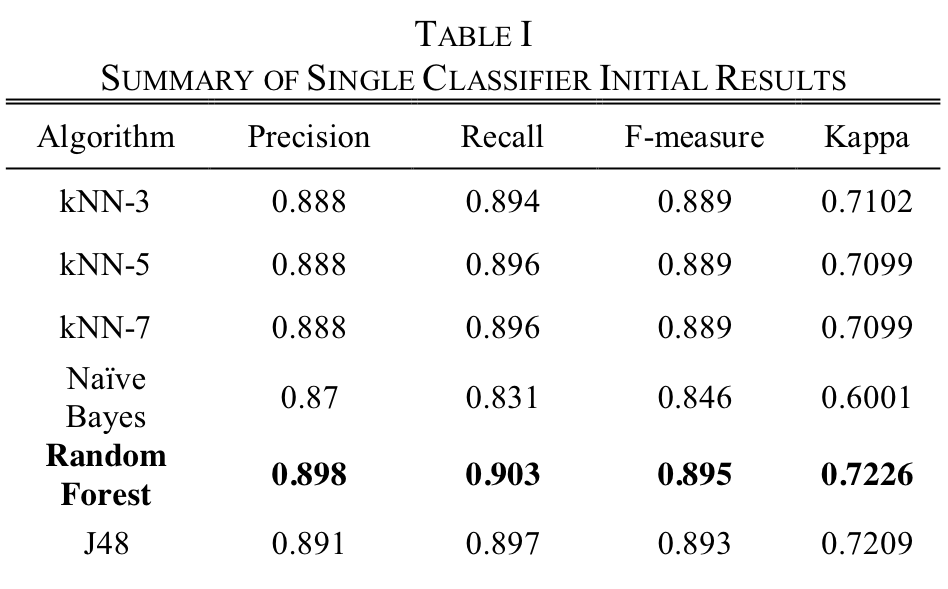 TABLE I
SUMMARY OF SINGLE CLASSIFIER INITIAL RESULTS
Algorithm Precision Recall F-measure Kappa
kNN-3 0.888 0.894 0.889 0.7102
kNN-5 0.888 0.896 0.889 0.7099
kNN-7 0.888 0.896 0.889 0.7099
Naïve
Bayes 0.87 0.831 0.846 0.6001
Random
Forest 0.898 0.903 0.895 0.7226
J48 0.891 0.897 0.893 0.7209